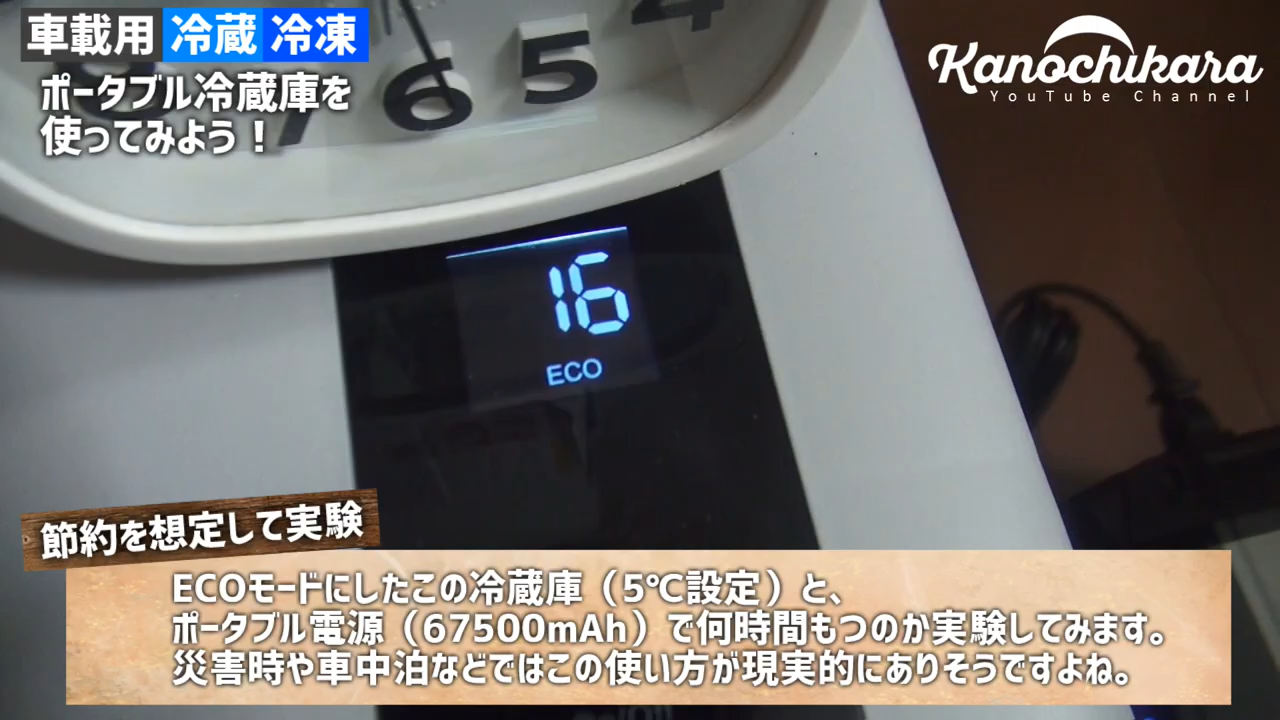 車載用 冷蔵 冷凍
ポータブル冷蔵庫を
使ってみよう！
Kanochikara
YouTube Channel
4
5
6
7
8
16
ECO
節約を想定して実験
ECOモードにしたこの冷蔵庫（5℃設定）と、
ポータブル電源（67500mAh）で何時間もつのか実験してみます。
災害時や車中泊などではこの使い方が現実的にありそうですよね。